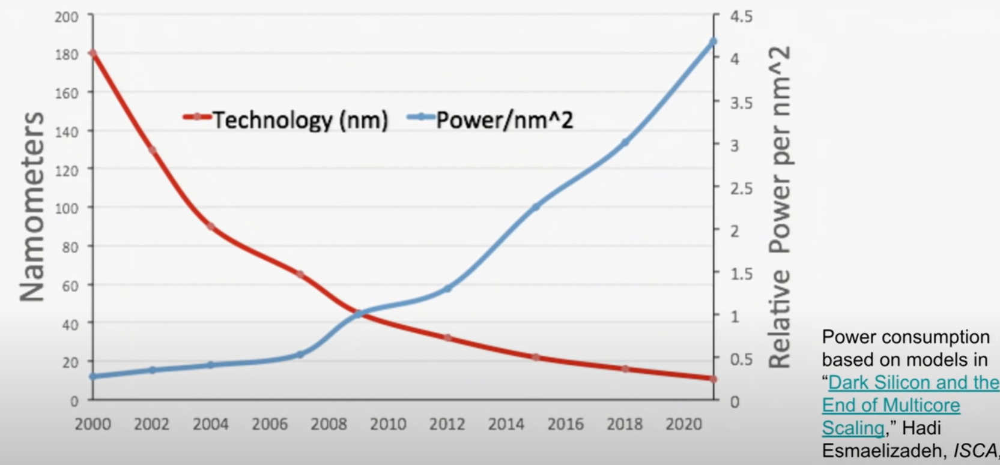 200
180
160
140
120
100
80
60
40
20
0
Namometers
Technology (nm)
Power/nm^2
4.5
4
3.5
3
2.5
2
1.5
1
0.5
0
Relative Power per nm^2
2000 2002 2004 2006 2008 2010 2012 2014 2016 2018 2020
Power consumption
based on models in
“Dark Silicon and the
End of Multicore
Scaling,” Hadi
Esmaelizadeh, ISCA,